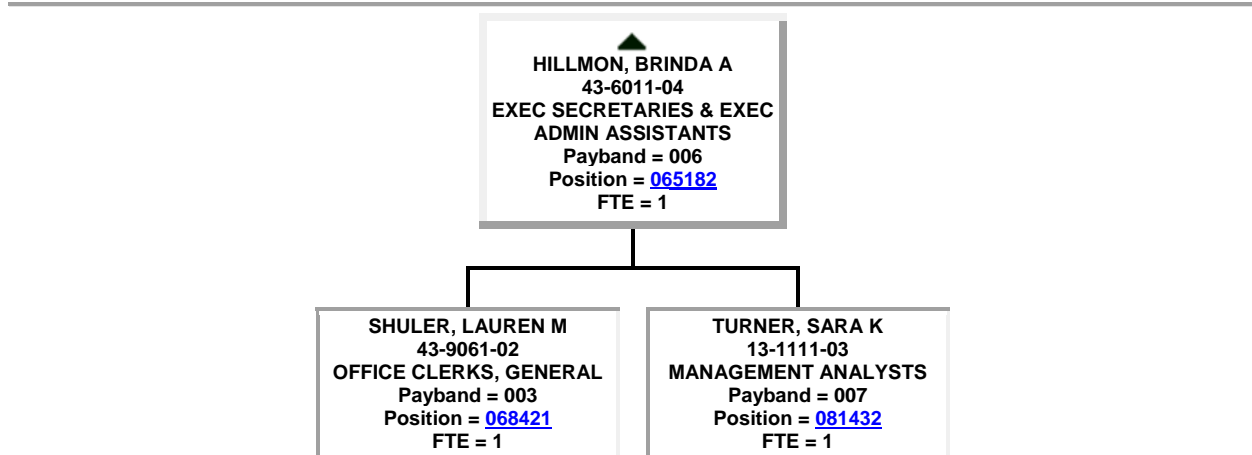 HILLMON, BRINDA A
43-6011-04
EXEC SECRETARIES & EXEC
ADMIN ASSISTANTS
Payband = 006
Position = 065182
FTE = 1
SHULER, LAUREN M
43-9061-02
OFFICE CLERKS, GENERAL
Payband = 003
Position = 068421
FTE = 1
TURNER, SARA K
13-1111-03
MANAGEMENT ANALYSTS
Payband = 007
Position = 081432
FTE = 1